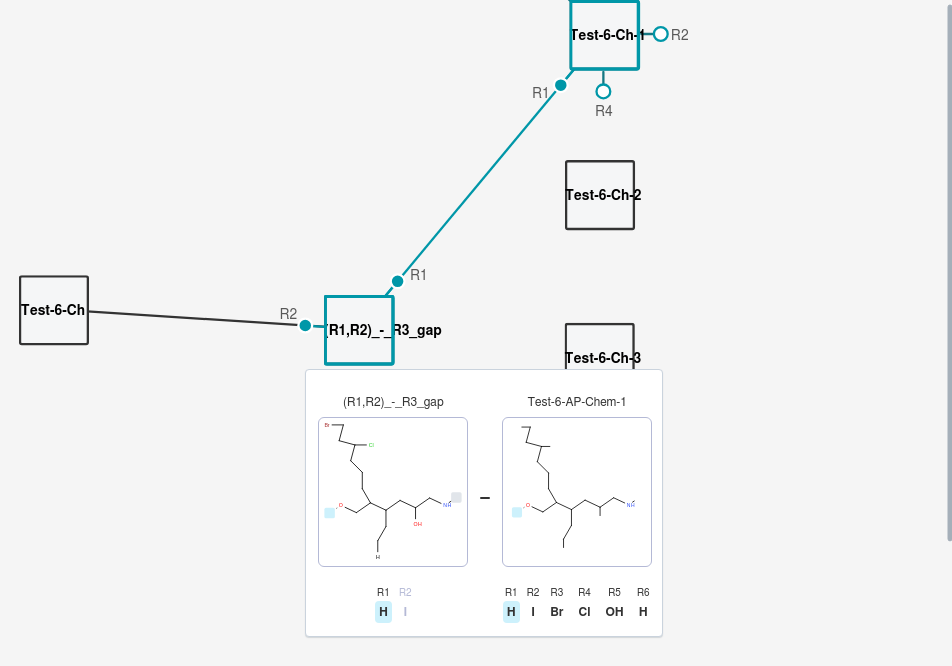 Test-6-Ch-1
R2
R1
R4
Test-6-Ch-2
R1
Test-6-Ch
R2
(R1,R2)_-_R3_gap
Test-6-Ch-3
(R1,R2)_-_R3_gap
Test-6-AP-Chem-1
Br
Cl
O
NH
OH
H
O
NH
R1 R2
H I
R1 R2 R3 R4 R5 R6
H I Br Cl OH H